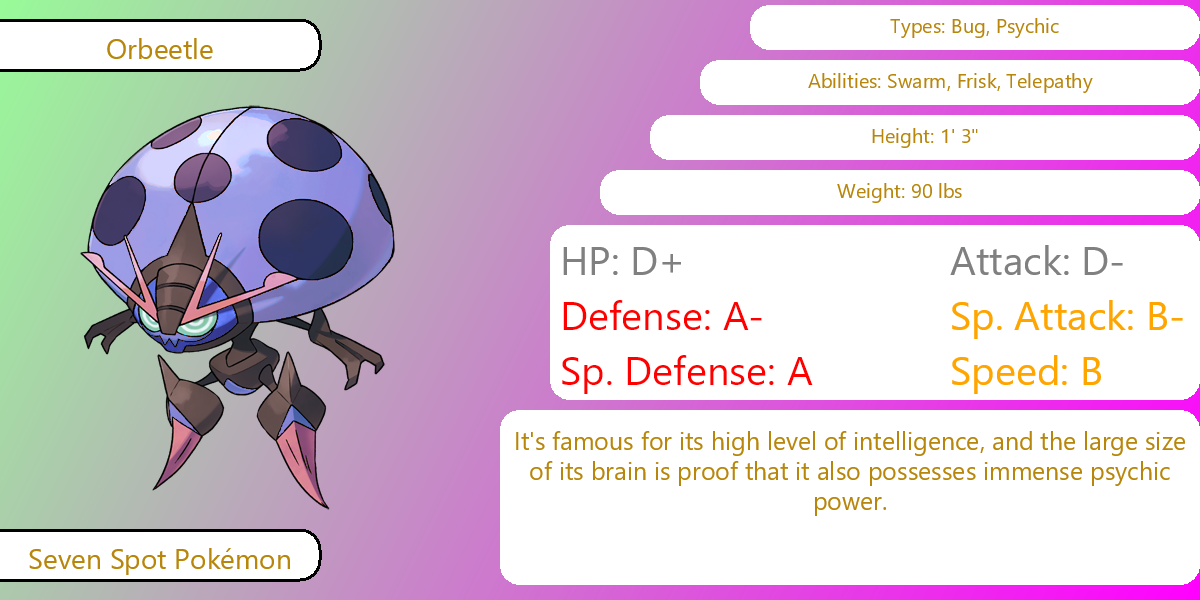 Orbeetle
Types: Bug, Psychic
Abilities: Swarm, Frisk, Telepathy
Height: 1' 3"
Weight: 90 lbs
HP: D+
Attack: D-
Defense: A-
Sp. Attack: B-
Sp. Defense: A
Speed: B
It's famous for its high level of intelligence, and the large size
of its brain is proof that it also possesses immense psychic
power.
Seven Spot Pokémon